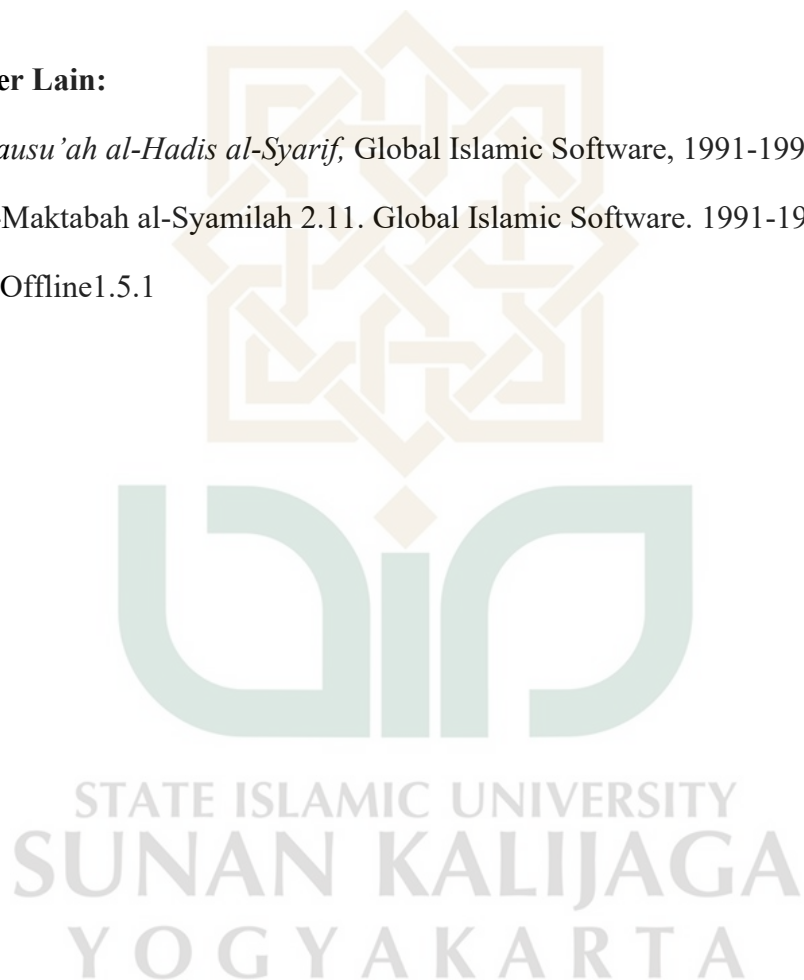 er Lain:
ausu’ah al-Hadis al-Syarif, Global Islamic Software, 1991-199
-Maktabah al-Syamilah 2.11. Global Islamic Software. 1991-19
Offline1.5.1
STATE ISLAMIC UNIVERSITY
SUNAN KALIJAGA
YOGYAKARTA